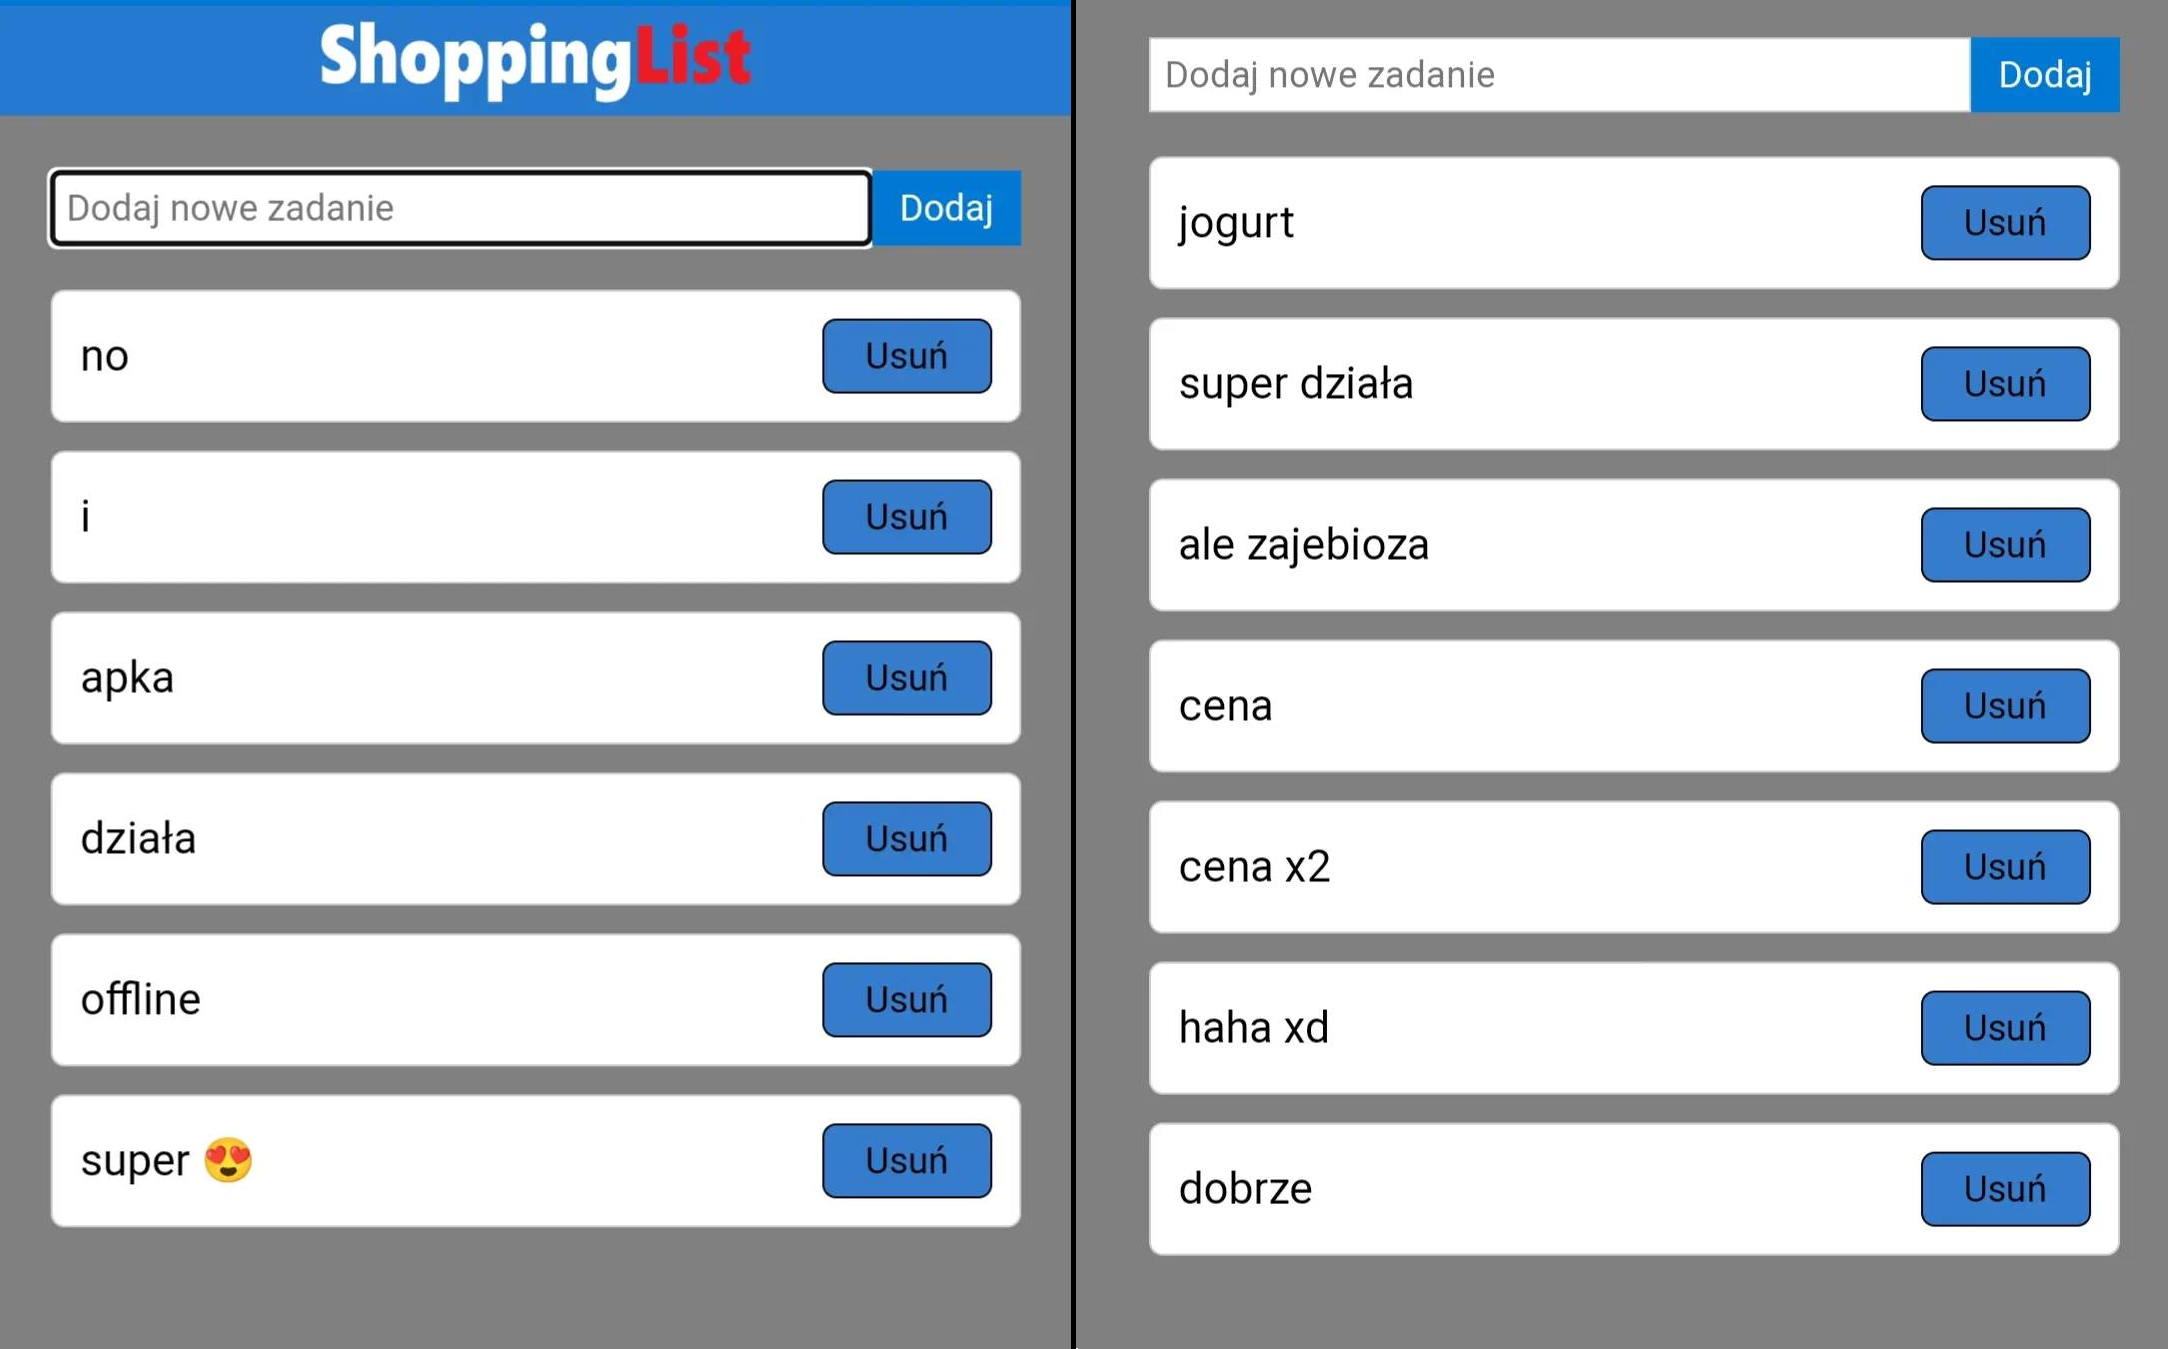 ShoppingList
Dodaj nowe zadanie Dodaj
no Usuń
i Usuń
apka Usuń
działa Usuń
offline Usuń
super 😍 Usuń
Dodaj nowe zadanie Dodaj
jogurt Usuń
super działa Usuń
ale zajebioza Usuń
cena Usuń
cena x2 Usuń
haha xd Usuń
dobrze Usuń